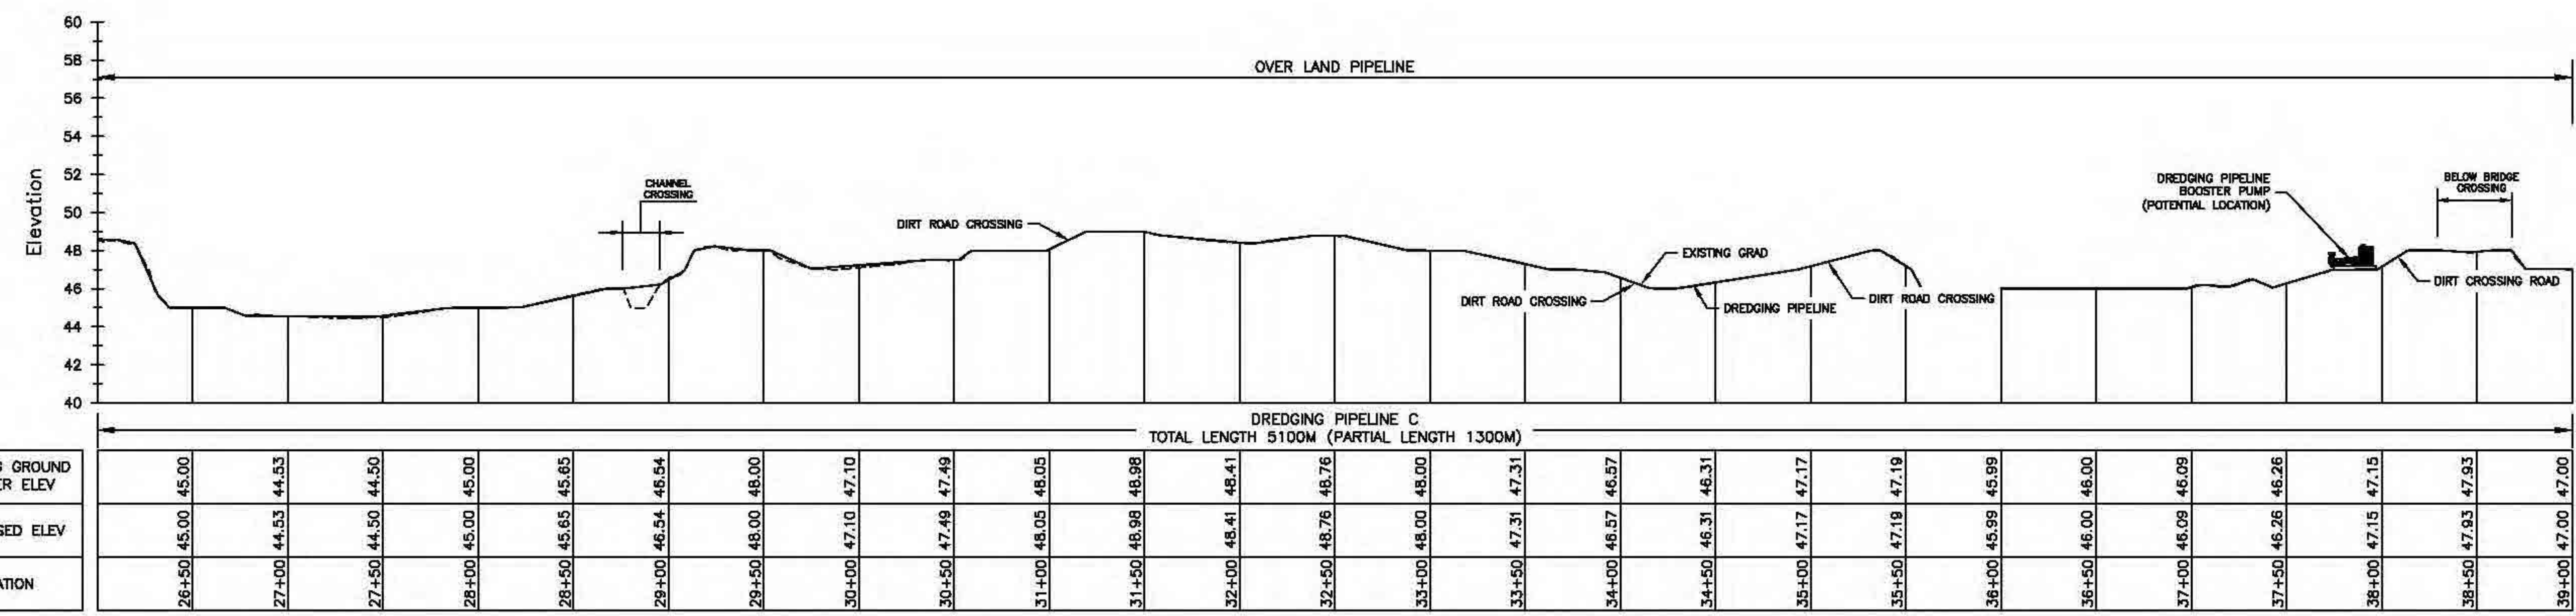 60
58
56
54
52
50
48
46
44
42
40
Elevation
OVER LAND PIPELINE
CHANNEL
CROSSING
DIRT ROAD CROSSING
EXISTING GRAD
DIRT ROAD CROSSING
DREDGING PIPELINE
DIRT ROAD CROSSING
DREDGING PIPELINE
BOOSTER PUMP
(POTENTIAL LOCATION)
BELOW BRIDGE
CROSSING
DIRT CROSSING ROAD
DREDGING PIPELINE C
TOTAL LENGTH 5100M (PARTIAL LENGTH 1300M)
GROUND
ER ELEV
45.00 44.53 44.50 45.00 45.65 46.54 48.00 47.10 47.49 48.05 48.98 48.41 48.76 48.00 47.31 46.57 46.31 47.17 47.19 45.99 46.00 46.09 46.26 47.15 47.93 47.00
SED ELEV
45.00 44.53 44.50 45.00 45.65 46.54 48.00 47.10 47.49 48.05 48.98 48.41 48.76 48.00 47.31 46.57 46.31 47.17 47.19 45.99 46.00 46.09 46.26 47.15 47.93 47.00
ATION
26+50 27+00 27+50 28+00 28+50 29+00 29+50 30+00 30+50 31+00 31+50 32+00 32+50 33+00 33+50 34+00 34+50 35+00 35+50 36+00 36+50 37+00 37+50 38+00 38+50 39+00